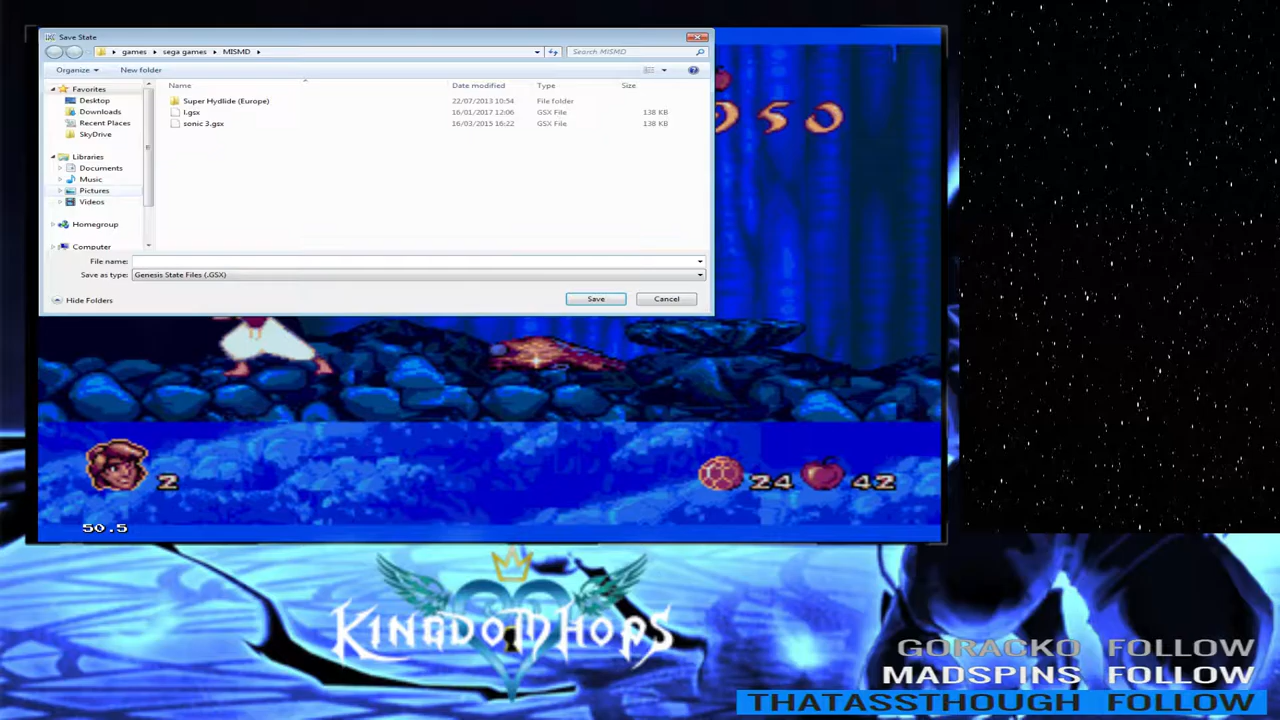 Save State
games ▸ sega games ▸ MISMD ▸
Search MISMD
Organize
New folder
Name
Date modified
Type
Size
Favorites
Desktop
Downloads
Recent Places
SkyDrive
Libraries
Documents
Music
Pictures
Videos
Homegroup
Computer
Super Hydlide (Europe) 22/07/2013 10:54 File folder
l.gsx 16/01/2017 12:06 GSX File 138 KB
sonic 3.gsx 16/03/2015 16:22 GSX File 138 KB
File name:
Save as type: Genesis State Files (.GSX)
Hide Folders
Save
Cancel
50
2
24
42
50.5
KINGDOMHOPS
GORACKO FOLLOW
MADSPINS FOLLOW
THATASSTHOUGH FOLLOW